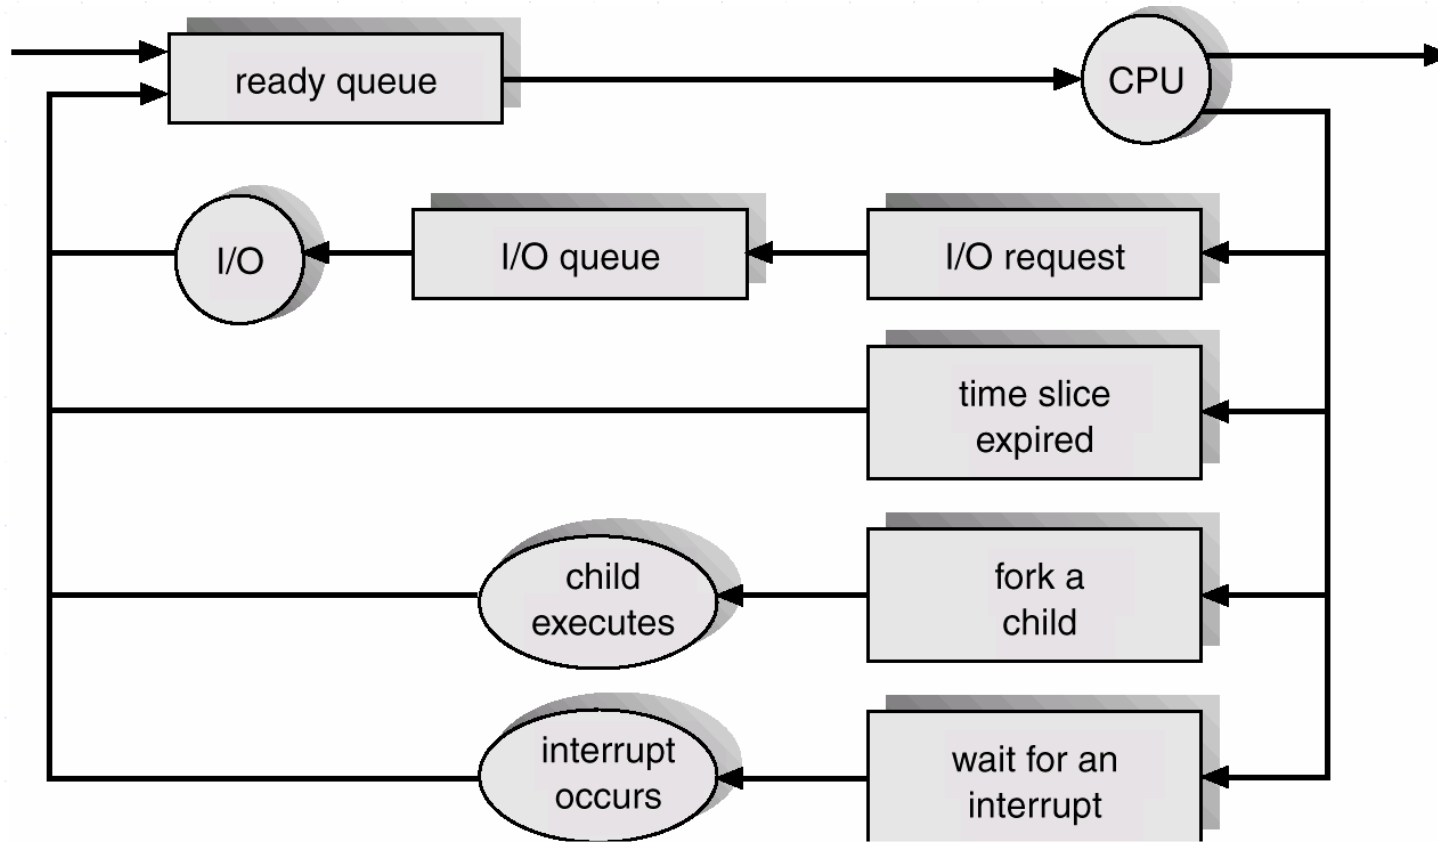 ready queue
CPU
I/O
I/O queue
I/O request
time slice
expired
child
executes
fork a
child
interrupt
occurs
wait for an
interrupt